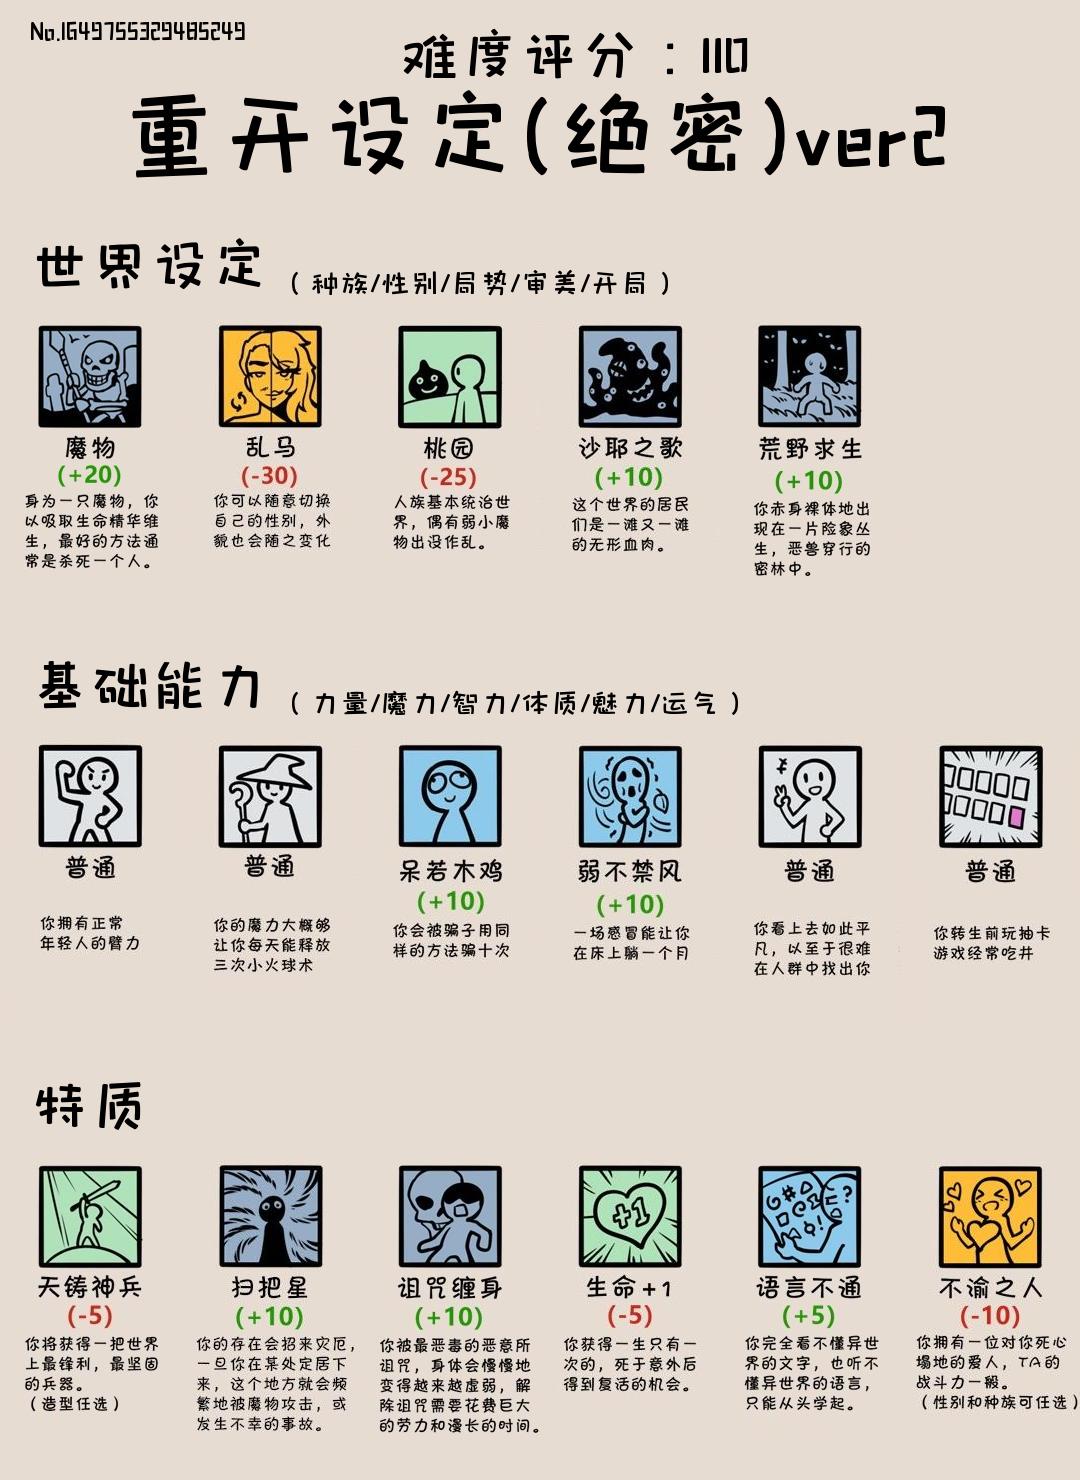 No.1649755329485249
难度评分：110
重开设定(绝密)ver2
世界设定（种族/性别/局势/审美/开局）
魔物
(+20)
身为一只魔物，你
以吸取生命精华维
生，最好的方法通
常是杀死一个人。
乱马
(-30)
你可以随意切换
自己的性别，外
貌也会随之变化
桃园
(-25)
人族基本统治世
界，偶有弱小魔
物出没作乱。
沙耶之歌
(+10)
这个世界的居民
们是一滩又一滩
的无形血肉。
荒野求生
(+10)
你赤身裸体地出
现在一片险象丛
生，恶兽穿行的
密林中。
基础能力（力量/魔力/智力/体质/魅力/运气）
普通
你拥有正常
年轻人的臂力
普通
你的魔力大概够
让你每天能释放
三次小火球术
呆若木鸡
(+10)
你会被骗子用同
样的方法骗十次
弱不禁风
(+10)
一场感冒能让你
在床上躺一个月
普通
你看上去如此平
凡，以至于很难
在人群中找出你
普通
你转生前玩抽卡
游戏经常吃井
特质
天铸神兵
(-5)
你将获得一把世界
上最锋利，最坚固
的兵器。
（造型任选）
扫把星
(+10)
你的存在会招来灾厄，
一旦你在某处定居下
来，这个地方就会频
繁地被魔物攻击，或
发生不幸的事故。
诅咒缠身
(+10)
你被最恶毒的恶意所
诅咒，身体会慢慢地
变得越来越虚弱，解
除诅咒需要花费巨大
的劳力和漫长的时间。
+1
生命+1
(-5)
你获得一生只有一
次的，死于意外后
得到复活的机会。
语言不通
(+5)
你完全看不懂异世
界的文字，也听不
懂异世界的语言，
只能从头学起。
不渝之人
(-10)
你拥有一位对你死心
塌地的爱人，TA的
战斗力一般。
（性别和种族可任选）